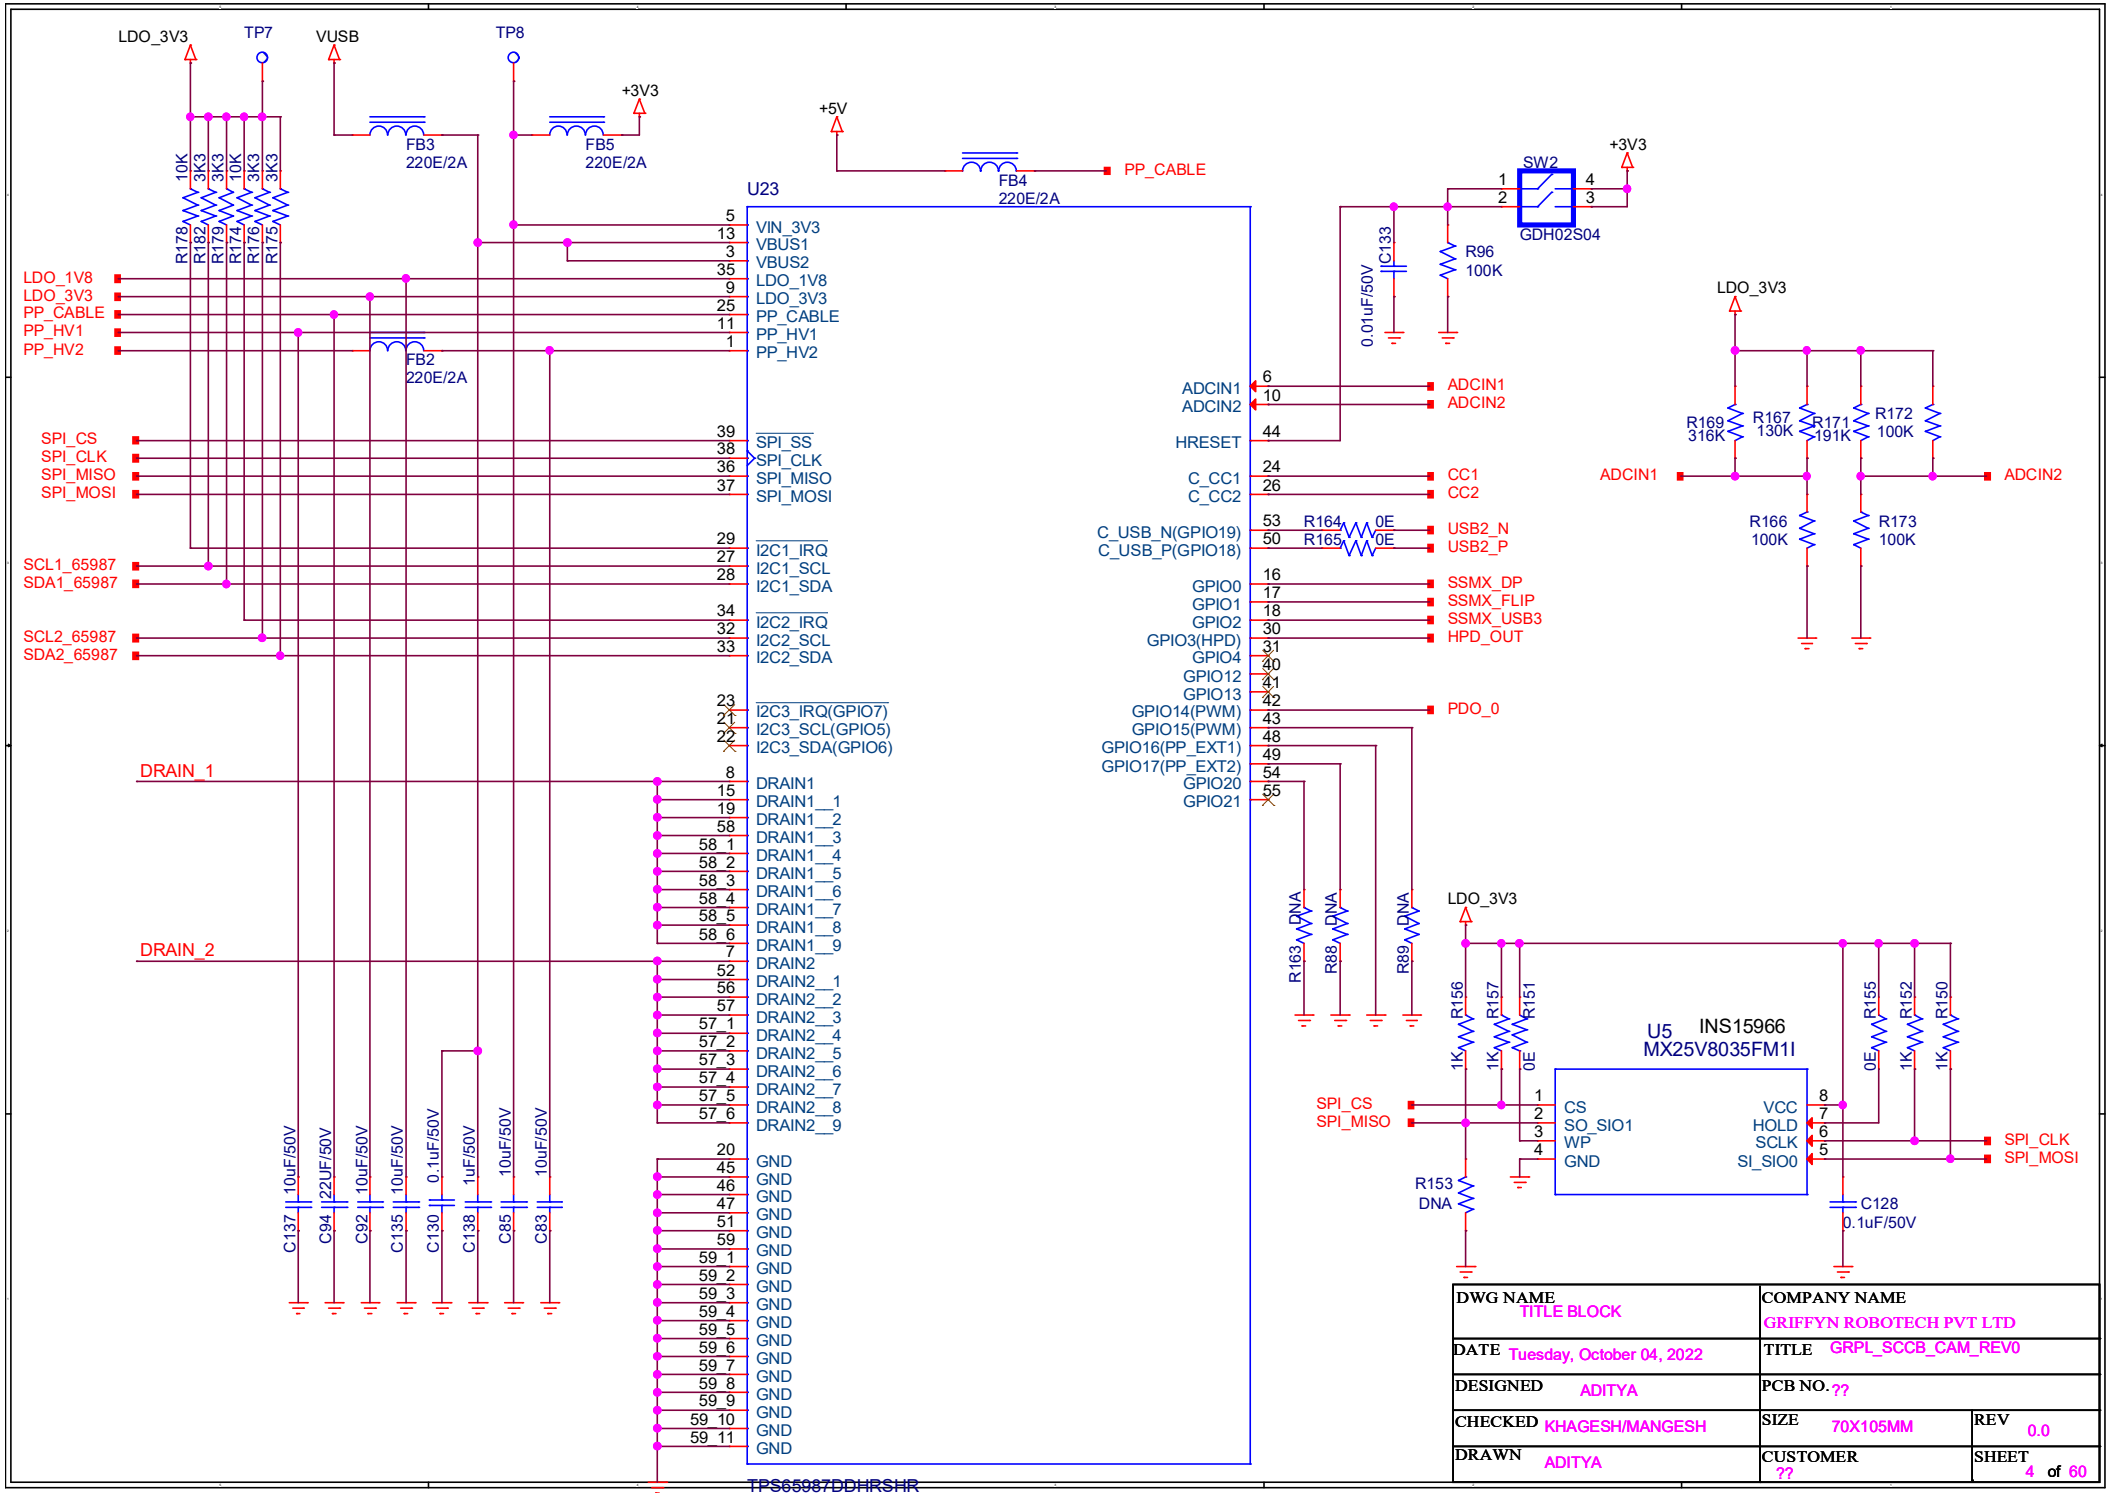 LDO_3V3
TP7
VUSB
TP8
+3V3
FB3
220E/2A
FB5
220E/2A
+5V
FB4
220E/2A
PP_CABLE
10K
3K3
3K3
10K
3K3
3K3
R178
R182
R179
R174
R176
R175
LDO_1V8
LDO_3V3
PP_CABLE
PP_HV1
PP_HV2
FB2
220E/2A
SPI_CS
SPI_CLK
SPI_MISO
SPI_MOSI
SCL1_65987
SDA1_65987
SCL2_65987
SDA2_65987
DRAIN_1
DRAIN_2
C137 10uF/50V
C94 22UF/50V
C92 10uF/50V
C135 10uF/50V
C130 0.1uF/50V
C138 1uF/50V
C85 10uF/50V
C83 10uF/50V
U23
5 VIN_3V3
13 VBUS1
3 VBUS2
35 LDO_1V8
9 LDO_3V3
25 PP_CABLE
11 PP_HV1
1 PP_HV2
39 SPI_SS
38 SPI_CLK
36 SPI_MISO
37 SPI_MOSI
29 I2C1_IRQ
27 I2C1_SCL
28 I2C1_SDA
34 I2C2_IRQ
32 I2C2_SCL
33 I2C2_SDA
23 I2C3_IRQ(GPIO7)
21 I2C3_SCL(GPIO5)
22 I2C3_SDA(GPIO6)
8 DRAIN1
15 DRAIN1__1
19 DRAIN1__2
58 DRAIN1__3
58_1 DRAIN1__4
58_2 DRAIN1__5
58_3 DRAIN1__6
58_4 DRAIN1__7
58_5 DRAIN1__8
58_6 DRAIN1__9
7 DRAIN2
52 DRAIN2__1
56 DRAIN2__2
57 DRAIN2__3
57_1 DRAIN2__4
57_2 DRAIN2__5
57_3 DRAIN2__6
57_4 DRAIN2__7
57_5 DRAIN2__8
57_6 DRAIN2__9
20 GND
45 GND
46 GND
47 GND
51 GND
59 GND
59_1 GND
59_2 GND
59_3 GND
59_4 GND
59_5 GND
59_6 GND
59_7 GND
59_8 GND
59_9 GND
59_10 GND
59_11 GND
TPS65987DDHRSHR
ADCIN1 6 ADCIN1
ADCIN2 10 ADCIN2
HRESET 44
C_CC1 24 CC1
C_CC2 26 CC2
C_USB_N(GPIO19) 53 R164 0E USB2_N
C_USB_P(GPIO18) 50 R165 0E USB2_P
GPIO0 16 SSMX_DP
GPIO1 17 SSMX_FLIP
GPIO2 18 SSMX_USB3
GPIO3(HPD) 30 HPD_OUT
GPIO4 31
GPIO12 40
GPIO13 41
GPIO14(PWM) 42 PDO_0
GPIO15(PWM) 43
GPIO16(PP_EXT1) 48
GPIO17(PP_EXT2) 49
GPIO20 54
GPIO21 55
R163 DNA
R88 DNA
R89 DNA
SW2
1 4
2 3
GDH02S04
+3V3
C133
0.01uF/50V
R96
100K
LDO_3V3
R169
316K
R167
130K
R171
191K
R172
100K
ADCIN1
ADCIN2
R166
100K
R173
100K
LDO_3V3
R156
1K
R157
1K
R151
0E
U5
INS15966
MX25V8035FM1I
R155
0E
R152
1K
R150
1K
SPI_CS
SPI_MISO
1 CS
2 SO_SIO1
3 WP
4 GND
VCC 8
HOLD 7
SCLK 6
SI_SIO0 5
SPI_CLK
SPI_MOSI
R153
DNA
C128
0.1uF/50V
DWG NAME
TITLE BLOCK
COMPANY NAME
GRIFFYN ROBOTECH PVT LTD
DATE Tuesday, October 04, 2022
TITLE GRPL_SCCB_CAM_REV0
DESIGNED ADITYA
PCB NO. ??
CHECKED KHAGESH/MANGESH
SIZE 70X105MM
REV 0.0
DRAWN ADITYA
CUSTOMER
??
SHEET
4 of 60